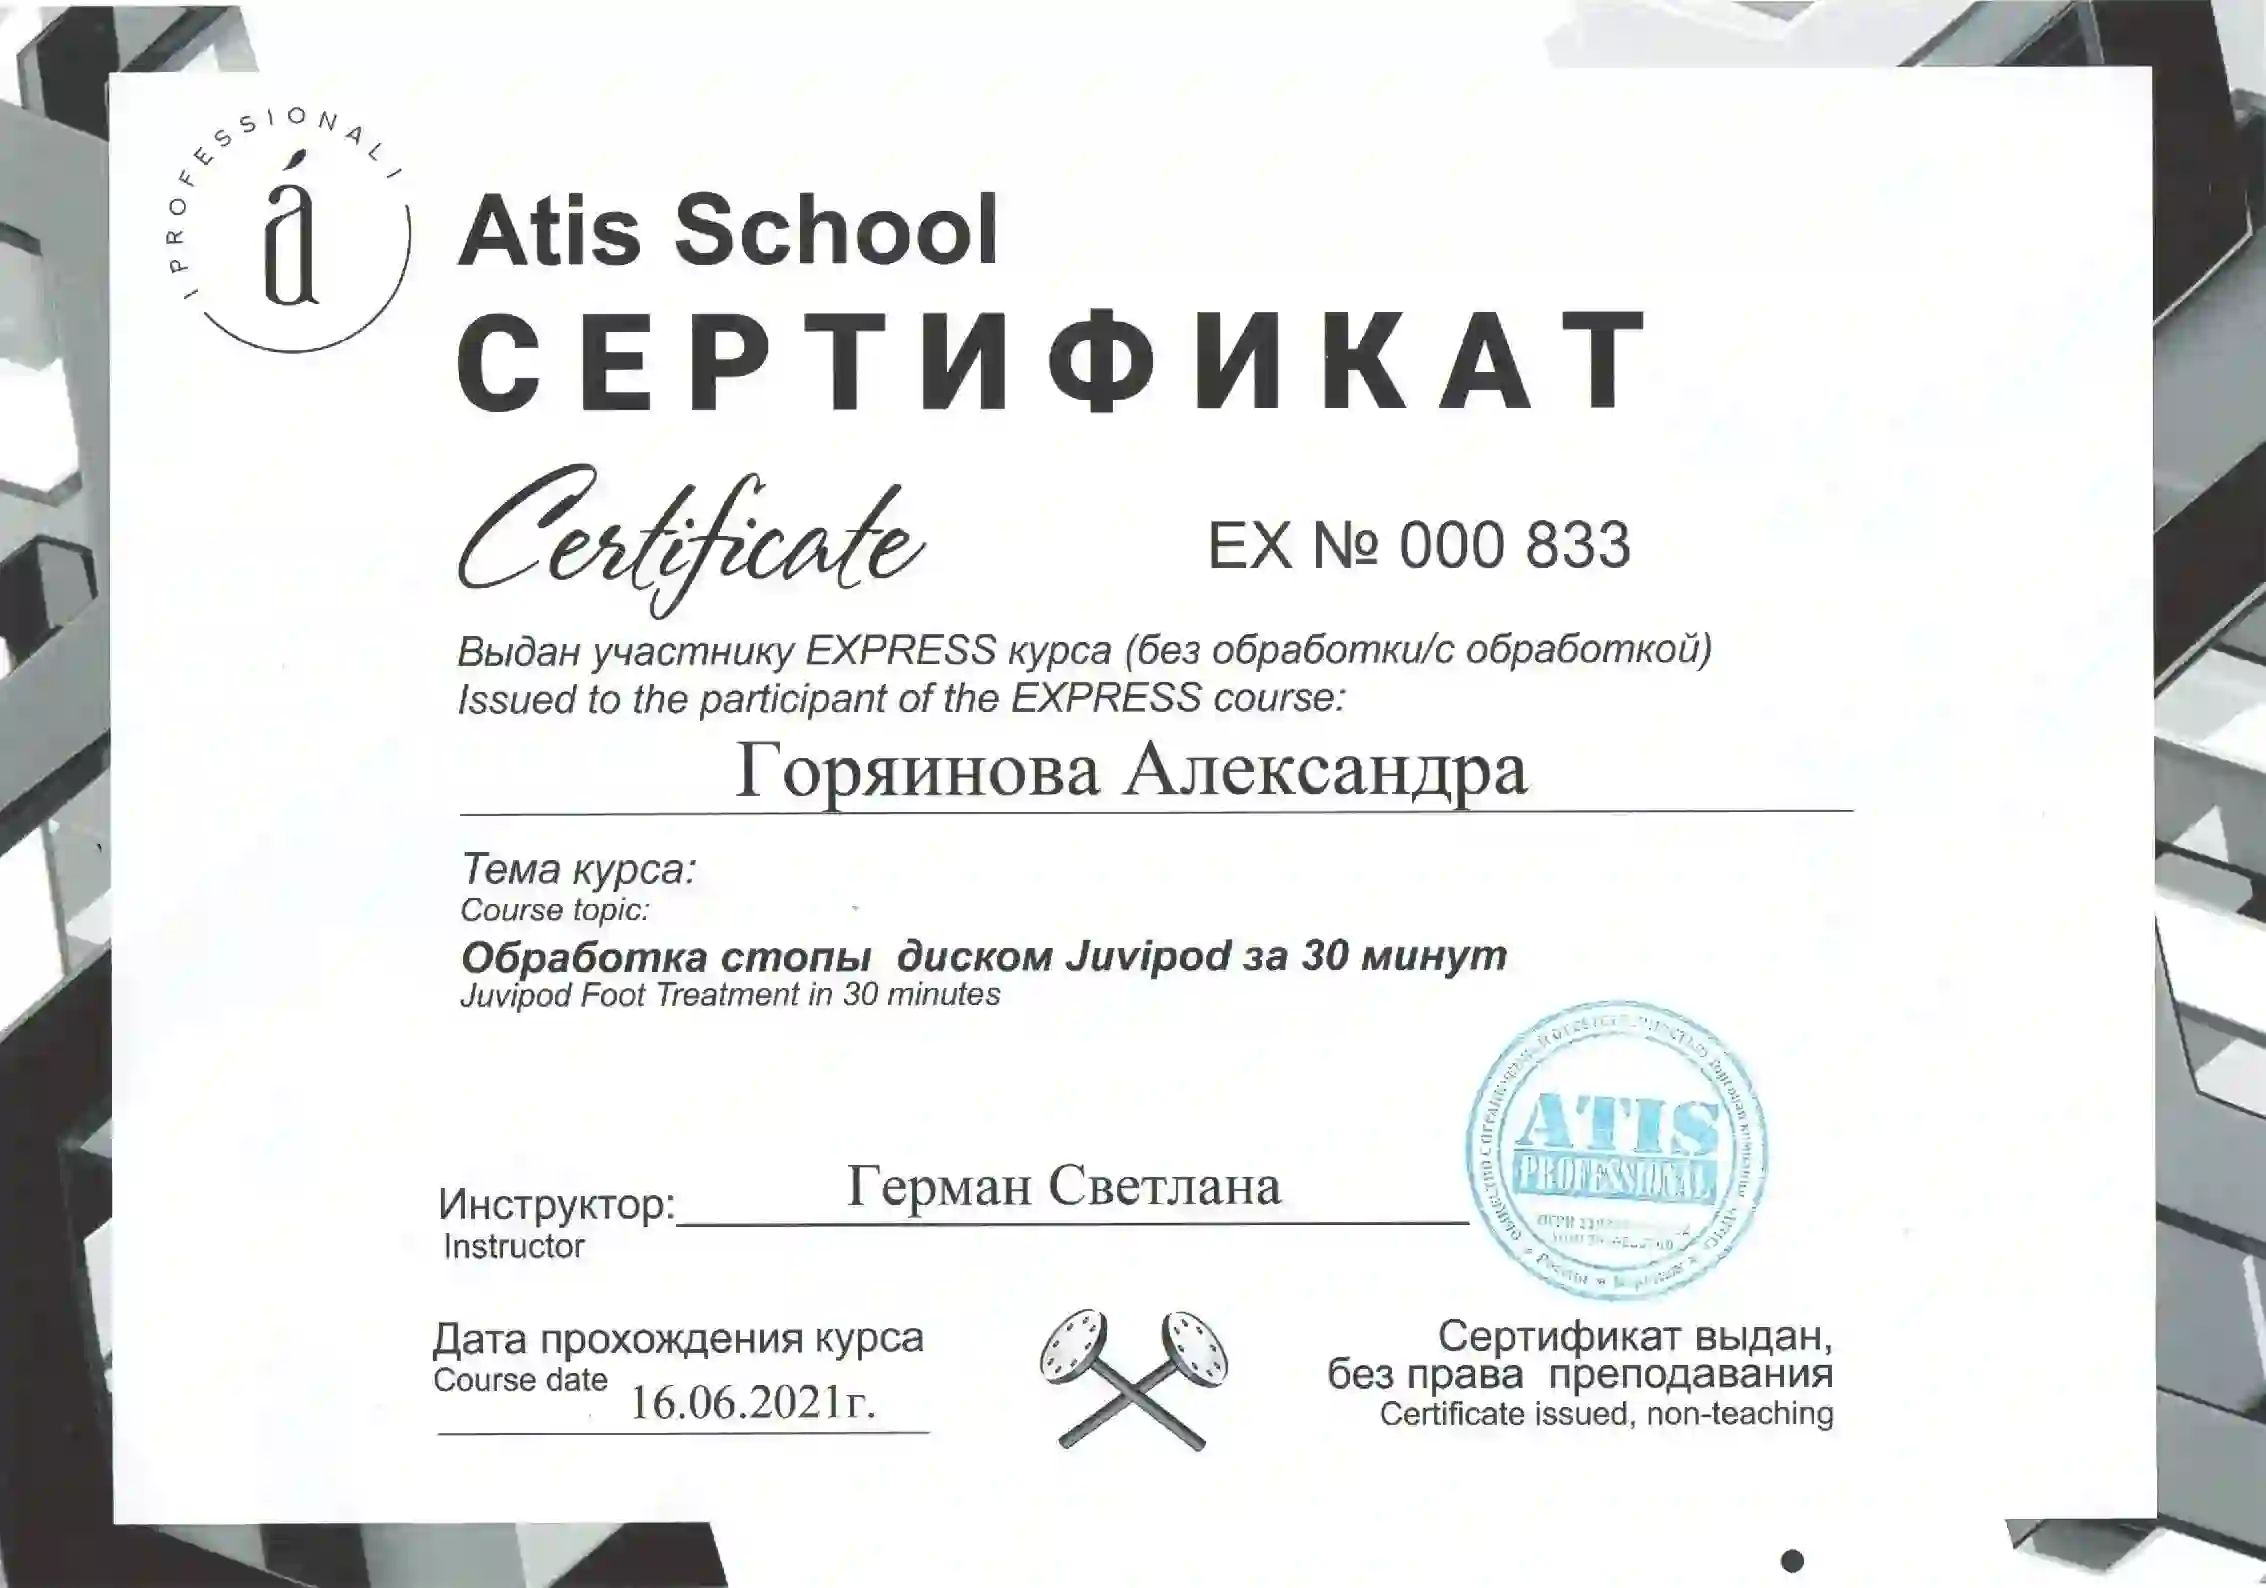 PROFESSIONAL
á
Atis School
СЕРТИФИКАТ
Certificate
EX № 000 833
Выдан участнику EXPRESS курса (без обработки/с обработкой)
Issued to the participant of the EXPRESS course:
Горяинова Александра
Тема курса:
Course topic:
Обработка стопы диском Juvipod за 30 минут
Juvipod Foot Treatment in 30 minutes
ATIS
PROFESSIONAL
Инструктор: Герман Светлана
Instructor
Дата прохождения курса
Course date 16.06.2021г.
Сертификат выдан,
без права преподавания
Certificate issued, non-teaching